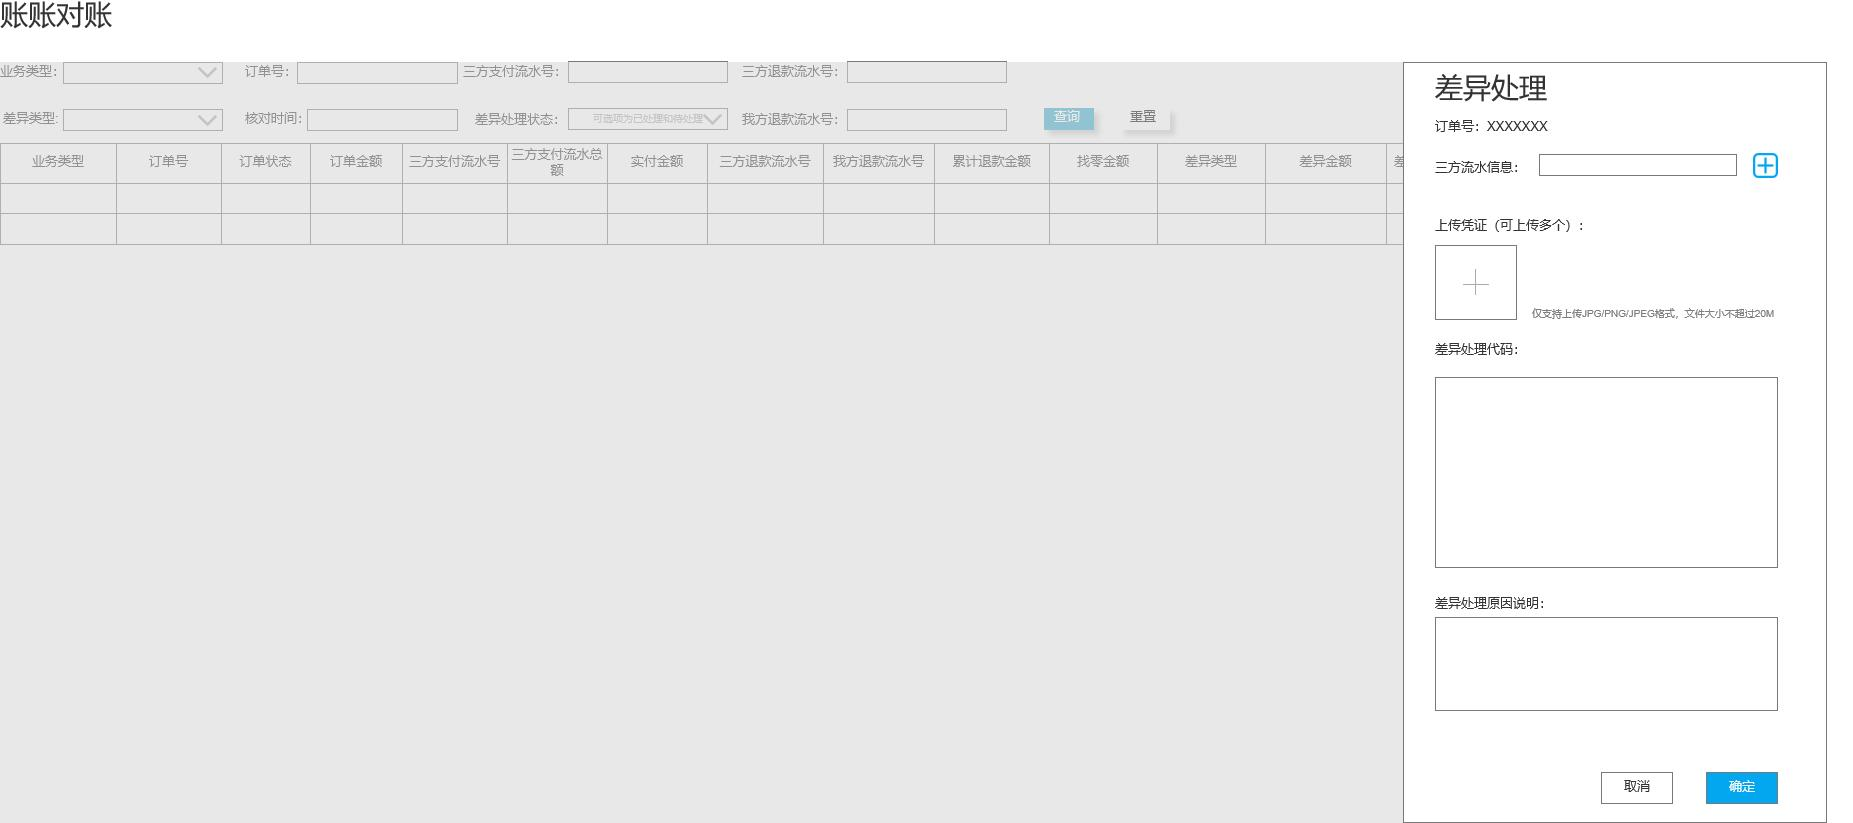 账账对账
业务类型： 订单号： 三方支付流水号： 三方退款流水号：
差异类型: 核对时间： 差异处理状态： 可选项为已处理和待处理 我方退款流水号： 查询 重置
业务类型 订单号 订单状态 订单金额 三方支付流水号 三方支付流水总额 实付金额 三方退款流水号 我方退款流水号 累计退款金额 找零金额 差异类型 差异金额 差
差异处理
订单号：XXXXXXX
三方流水信息：
上传凭证（可上传多个）：
仅支持上传JPG/PNG/JPEG格式，文件大小不超过20M
差异处理代码：
差异处理原因说明：
取消 确定